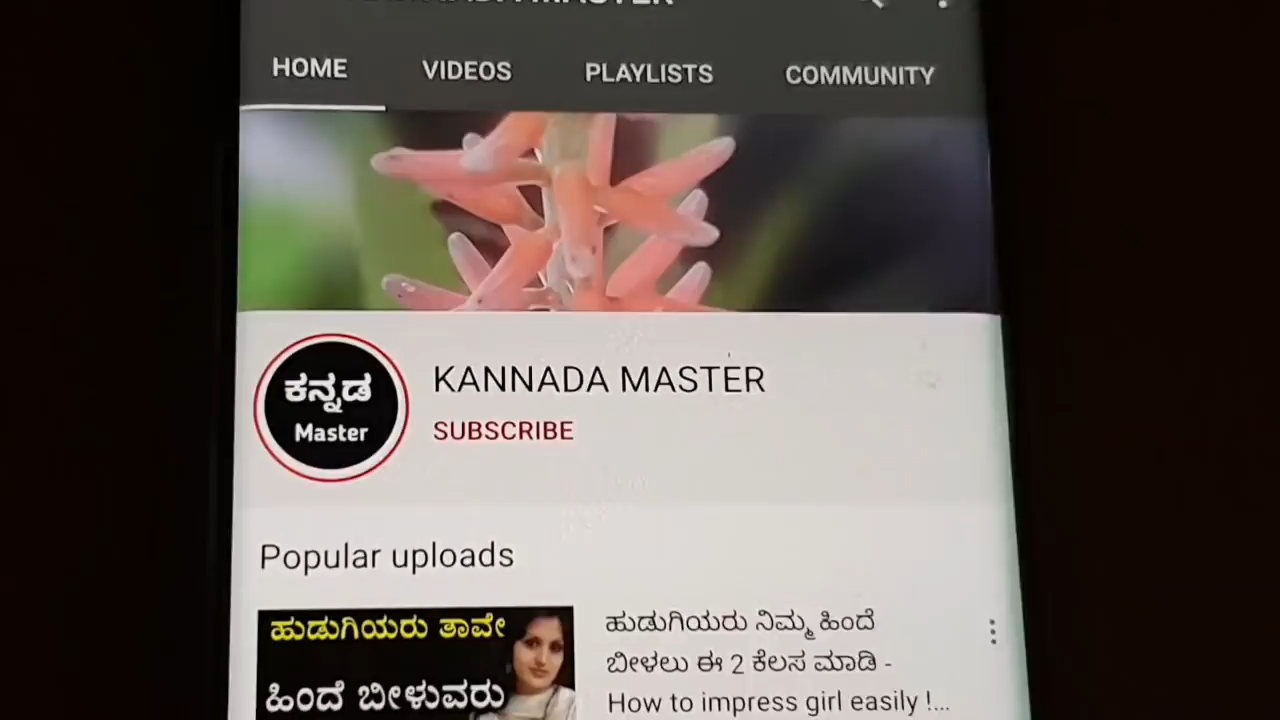 HOME VIDEOS PLAYLISTS COMMUNITY
ಕನ್ನಡ
Master
KANNADA MASTER
SUBSCRIBE
Popular uploads
ಹುಡುಗಿಯರು ತಾವೇ
ಹಿಂದೆ ಬೀಳುವರು
ಹುಡುಗಿಯರು ನಿಮ್ಮ ಹಿಂದೆ
ಬೀಳಲು ಈ 2 ಕೆಲಸ ಮಾಡಿ -
How to impress girl easily !...